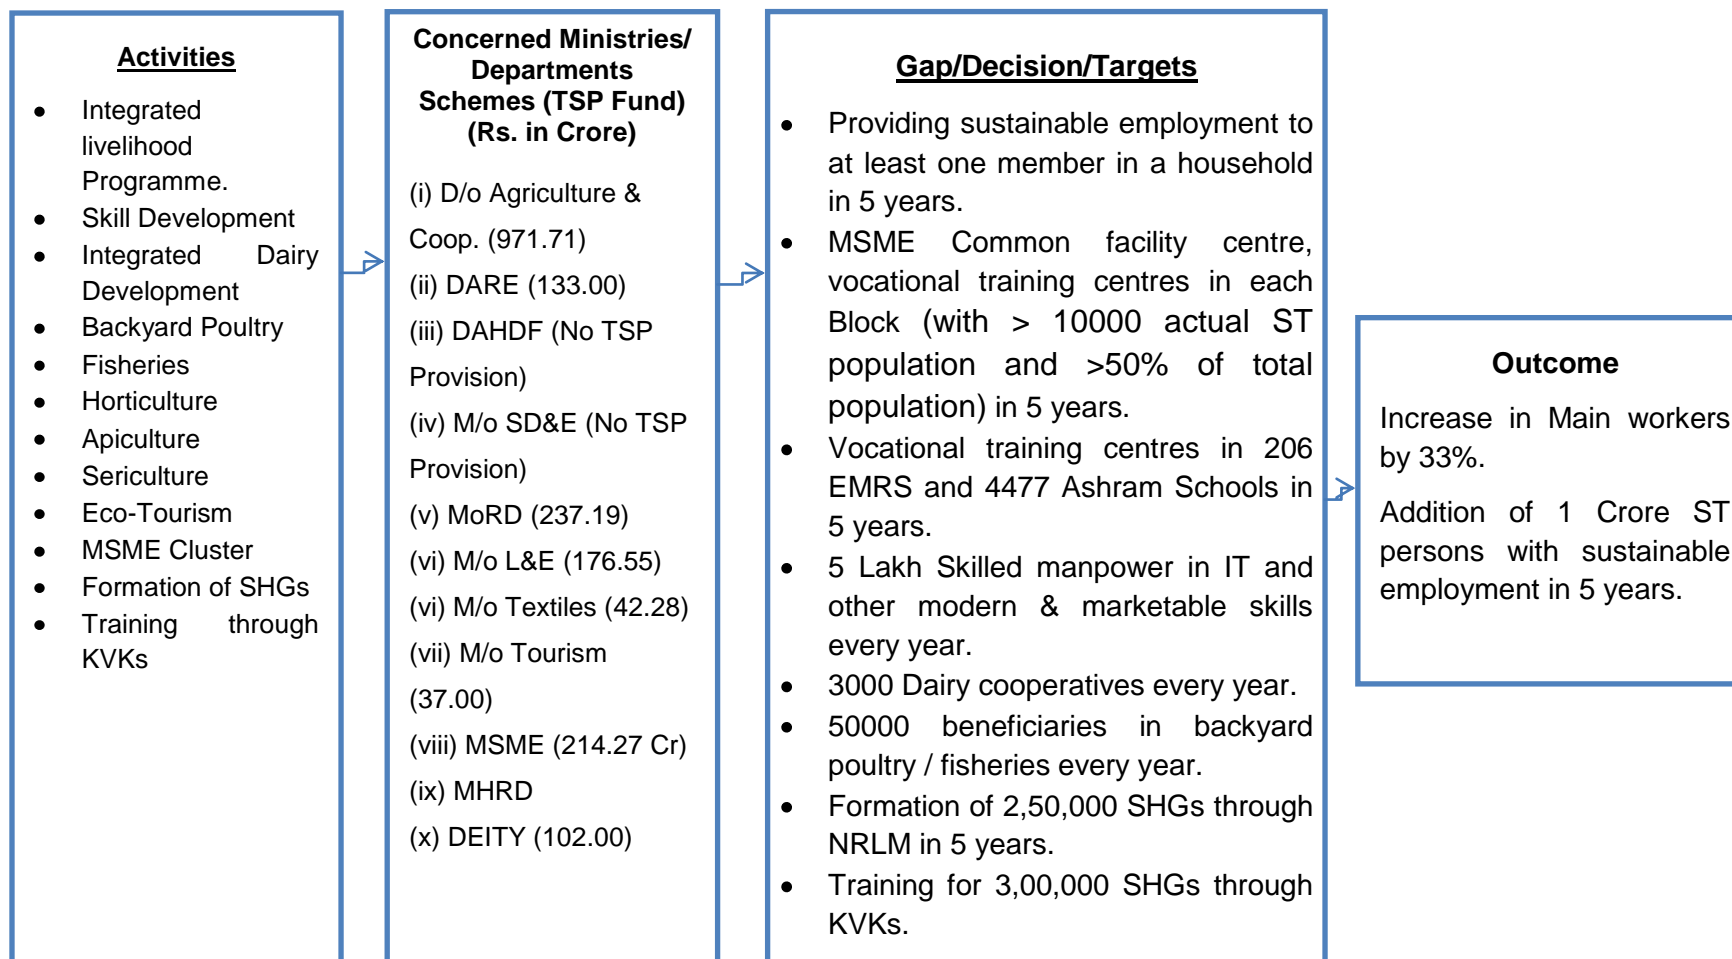 Activities
• Integrated
livelihood
Programme.
• Skill Development
• Integrated Dairy
Development
• Backyard Poultry
• Fisheries
• Horticulture
• Apiculture
• Sericulture
• Eco-Tourism
• MSME Cluster
• Formation of SHGs
• Training through
KVKs
Concerned Ministries/
Departments
Schemes (TSP Fund)
(Rs. in Crore)
(i) D/o Agriculture &
Coop. (971.71)
(ii) DARE (133.00)
(iii) DAHDF (No TSP
Provision)
(iv) M/o SD&E (No TSP
Provision)
(v) MoRD (237.19)
(vi) M/o L&E (176.55)
(vi) M/o Textiles (42.28)
(vii) M/o Tourism
(37.00)
(viii) MSME (214.27 Cr)
(ix) MHRD
(x) DEITY (102.00)
Gap/Decision/Targets
• Providing sustainable employment to
at least one member in a household
in 5 years.
• MSME Common facility centre,
vocational training centres in each
Block (with > 10000 actual ST
population and >50% of total
population) in 5 years.
• Vocational training centres in 206
EMRS and 4477 Ashram Schools in
5 years.
• 5 Lakh Skilled manpower in IT and
other modern & marketable skills
every year.
• 3000 Dairy cooperatives every year.
• 50000 beneficiaries in backyard
poultry / fisheries every year.
• Formation of 2,50,000 SHGs through
NRLM in 5 years.
• Training for 3,00,000 SHGs through
KVKs.
Outcome
Increase in Main workers
by 33%.
Addition of 1 Crore ST
persons with sustainable
employment in 5 years.